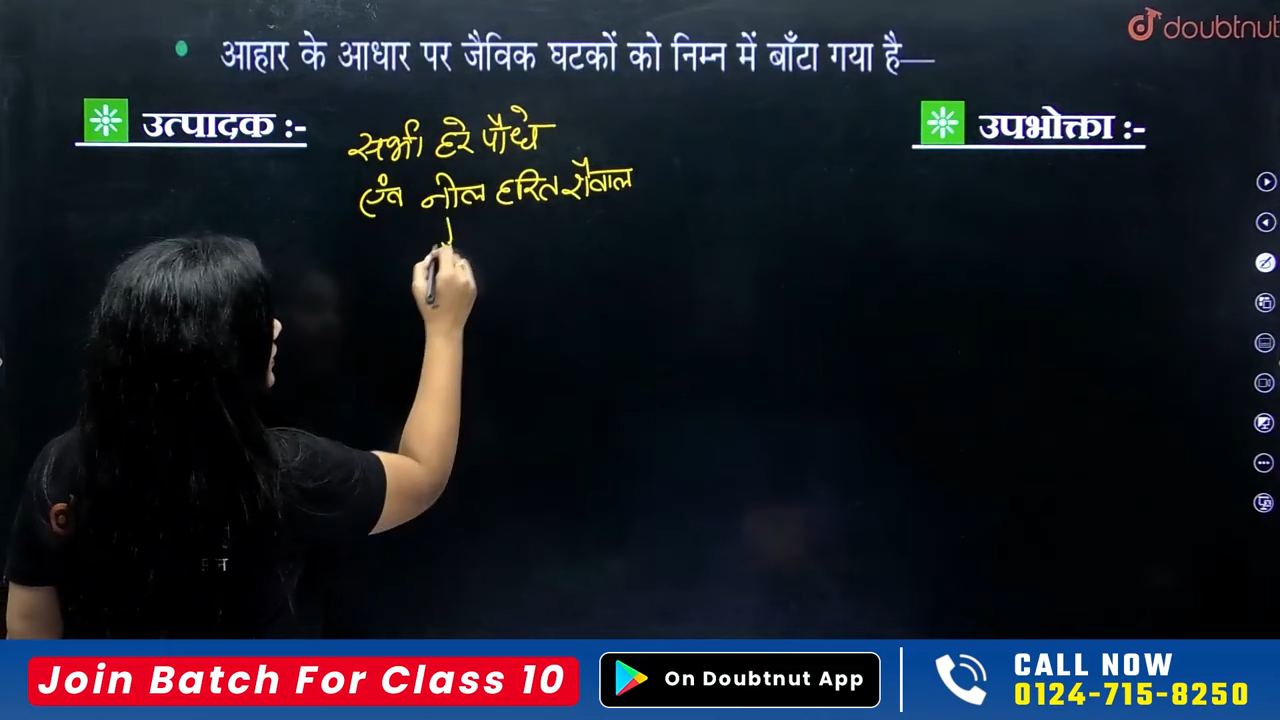 doubtnut
• आहार के आधार पर जैविक घटकों को निम्न में बाँटा गया है—
उत्पादक :-
उपभोक्ता :-
सभी हरे पौधे
एंव नील हरित शैवाल
Join Batch For Class 10
On Doubtnut App
CALL NOW
0124-715-8250